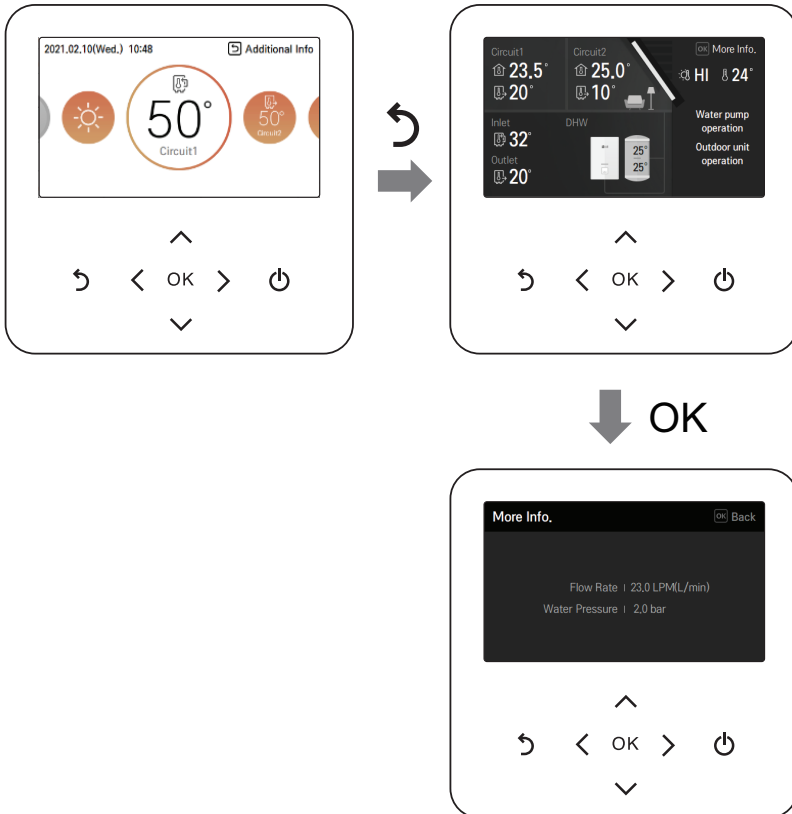 2021.02.10(Wed.) 10:48 Additional Info
50°
Circuit1
50°
Circuit2
OK
Circuit1 Circuit2 OK More Info.
23.5° 25.0° HI 24°
20° 10°
Inlet DHW Water pump
operation
32°
Outlet Outdoor unit
operation
20°
25°
25°
OK
OK
More Info. OK Back
Flow Rate | 23.0 LPM(L/min)
Water Pressure | 2.0 bar
OK